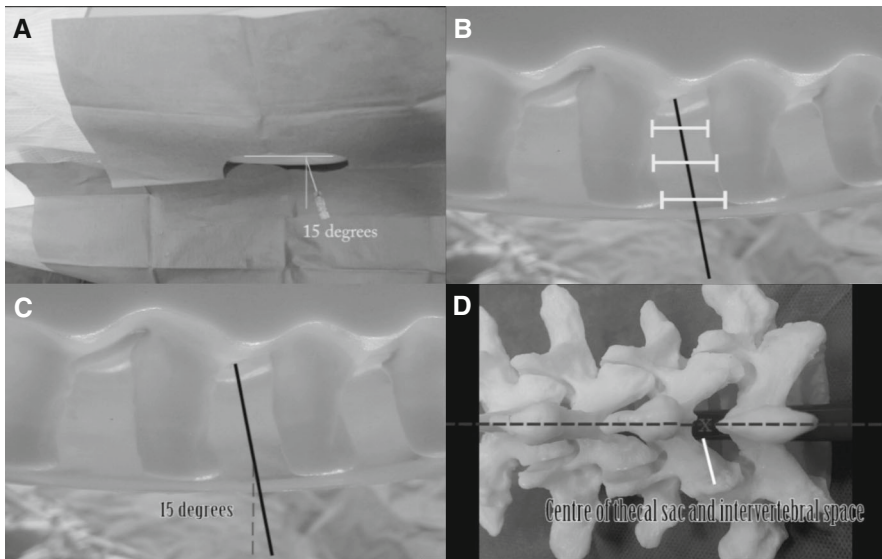 A
15 degrees
B
C
15 degrees
D
X
Centre of thecal sac and intervertebral space